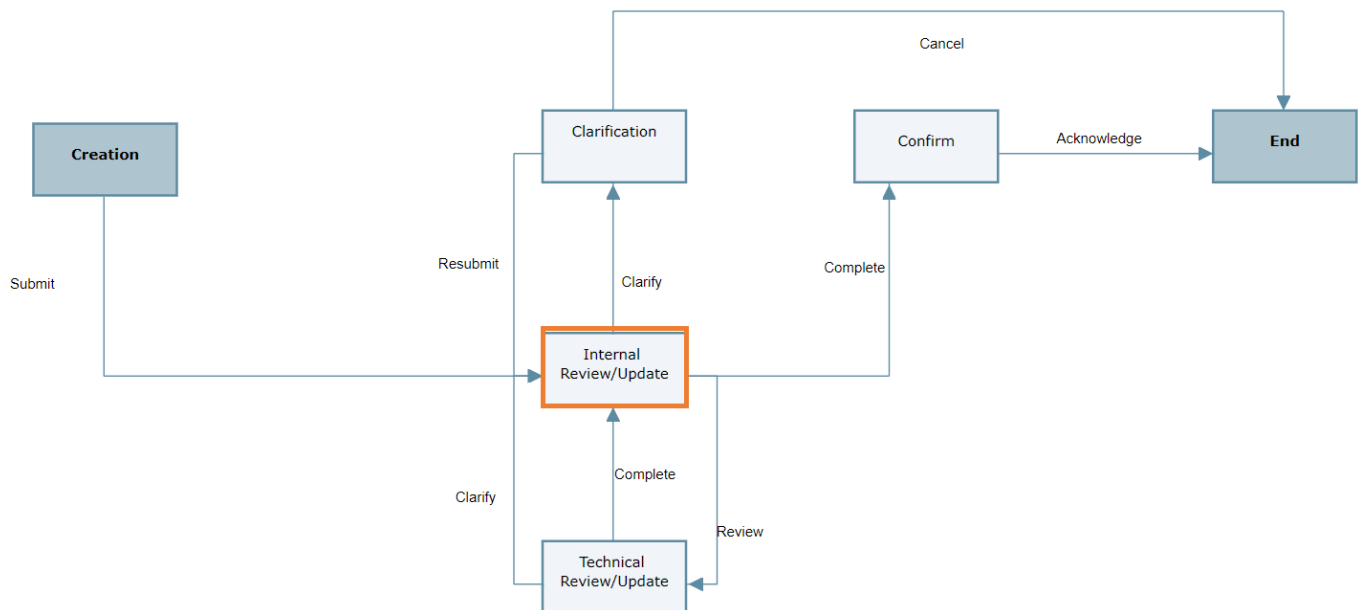 Cancel
Clarification
Creation
Confirm
Acknowledge
End
Resubmit
Submit
Clarify
Complete
Internal
Review/Update
Clarify
Complete
Review
Technical
Review/Update